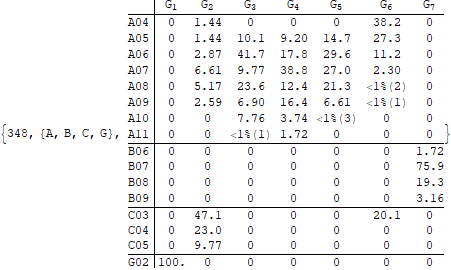 G1 G2 G3 G4 G5 G6 G7
A04 0 1.44 0 0 0 38.2 0
A05 0 1.44 10.1 9.20 14.7 27.3 0
A06 0 2.87 41.7 17.8 29.6 11.2 0
A07 0 6.61 9.77 38.8 27.0 2.30 0
A08 0 5.17 23.6 12.4 21.3 <1%(2) 0
A09 0 2.59 6.90 16.4 6.61 <1%(1) 0
A10 0 0 7.76 3.74 <1%(3) 0 0
{348, {A, B, C, G}, A11 0 0 <1%(1) 1.72 0 0 0 }
B06 0 0 0 0 0 0 1.72
B07 0 0 0 0 0 0 75.9
B08 0 0 0 0 0 0 19.3
B09 0 0 0 0 0 0 3.16
C03 0 47.1 0 0 0 20.1 0
C04 0 23.0 0 0 0 0 0
C05 0 9.77 0 0 0 0 0
G02 100. 0 0 0 0 0 0